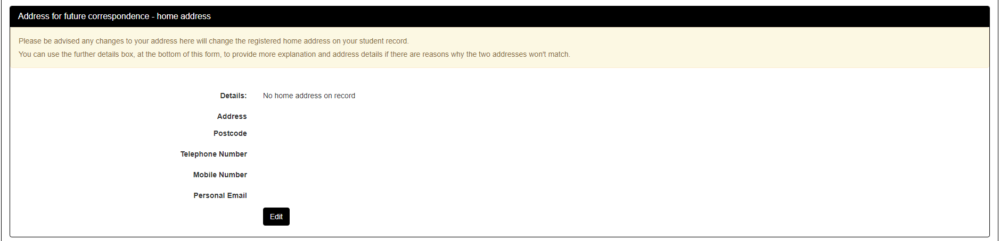 Address for future correspondence - home address
Please be advised any changes to your address here will change the registered home address on your student record.
You can use the further details box, at the bottom of this form, to provide more explanation and address details if there are reasons why the two addresses won't match.
Details: No home address on record
Address
Postcode
Telephone Number
Mobile Number
Personal Email
Edit